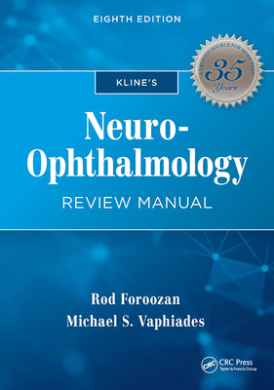 EIGHTH EDITION
KLINE'S
35
Years
Neuro-
Ophthalmology
REVIEW MANUAL
Rod Foroozan
Michael S. Vaphiades
CRC Press
Taylor & Francis Group